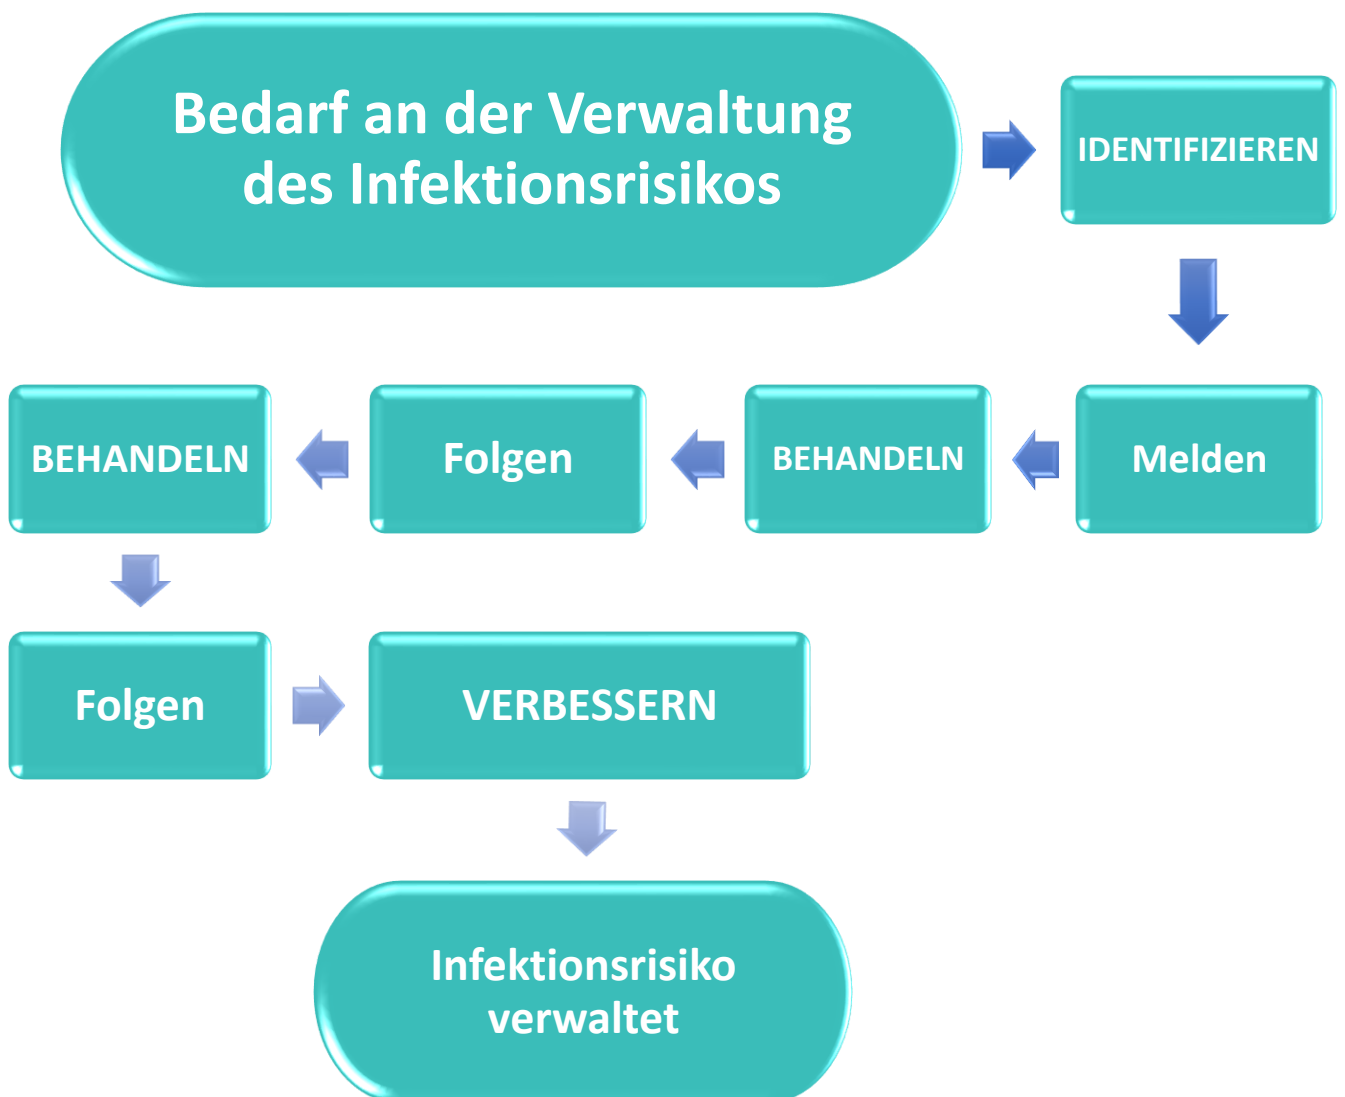 Bedarf an der Verwaltung
des Infektionsrisikos
IDENTIFIZIEREN
Melden
BEHANDELN
Folgen
BEHANDELN
Folgen
VERBESSERN
Infektionsrisiko
verwaltet